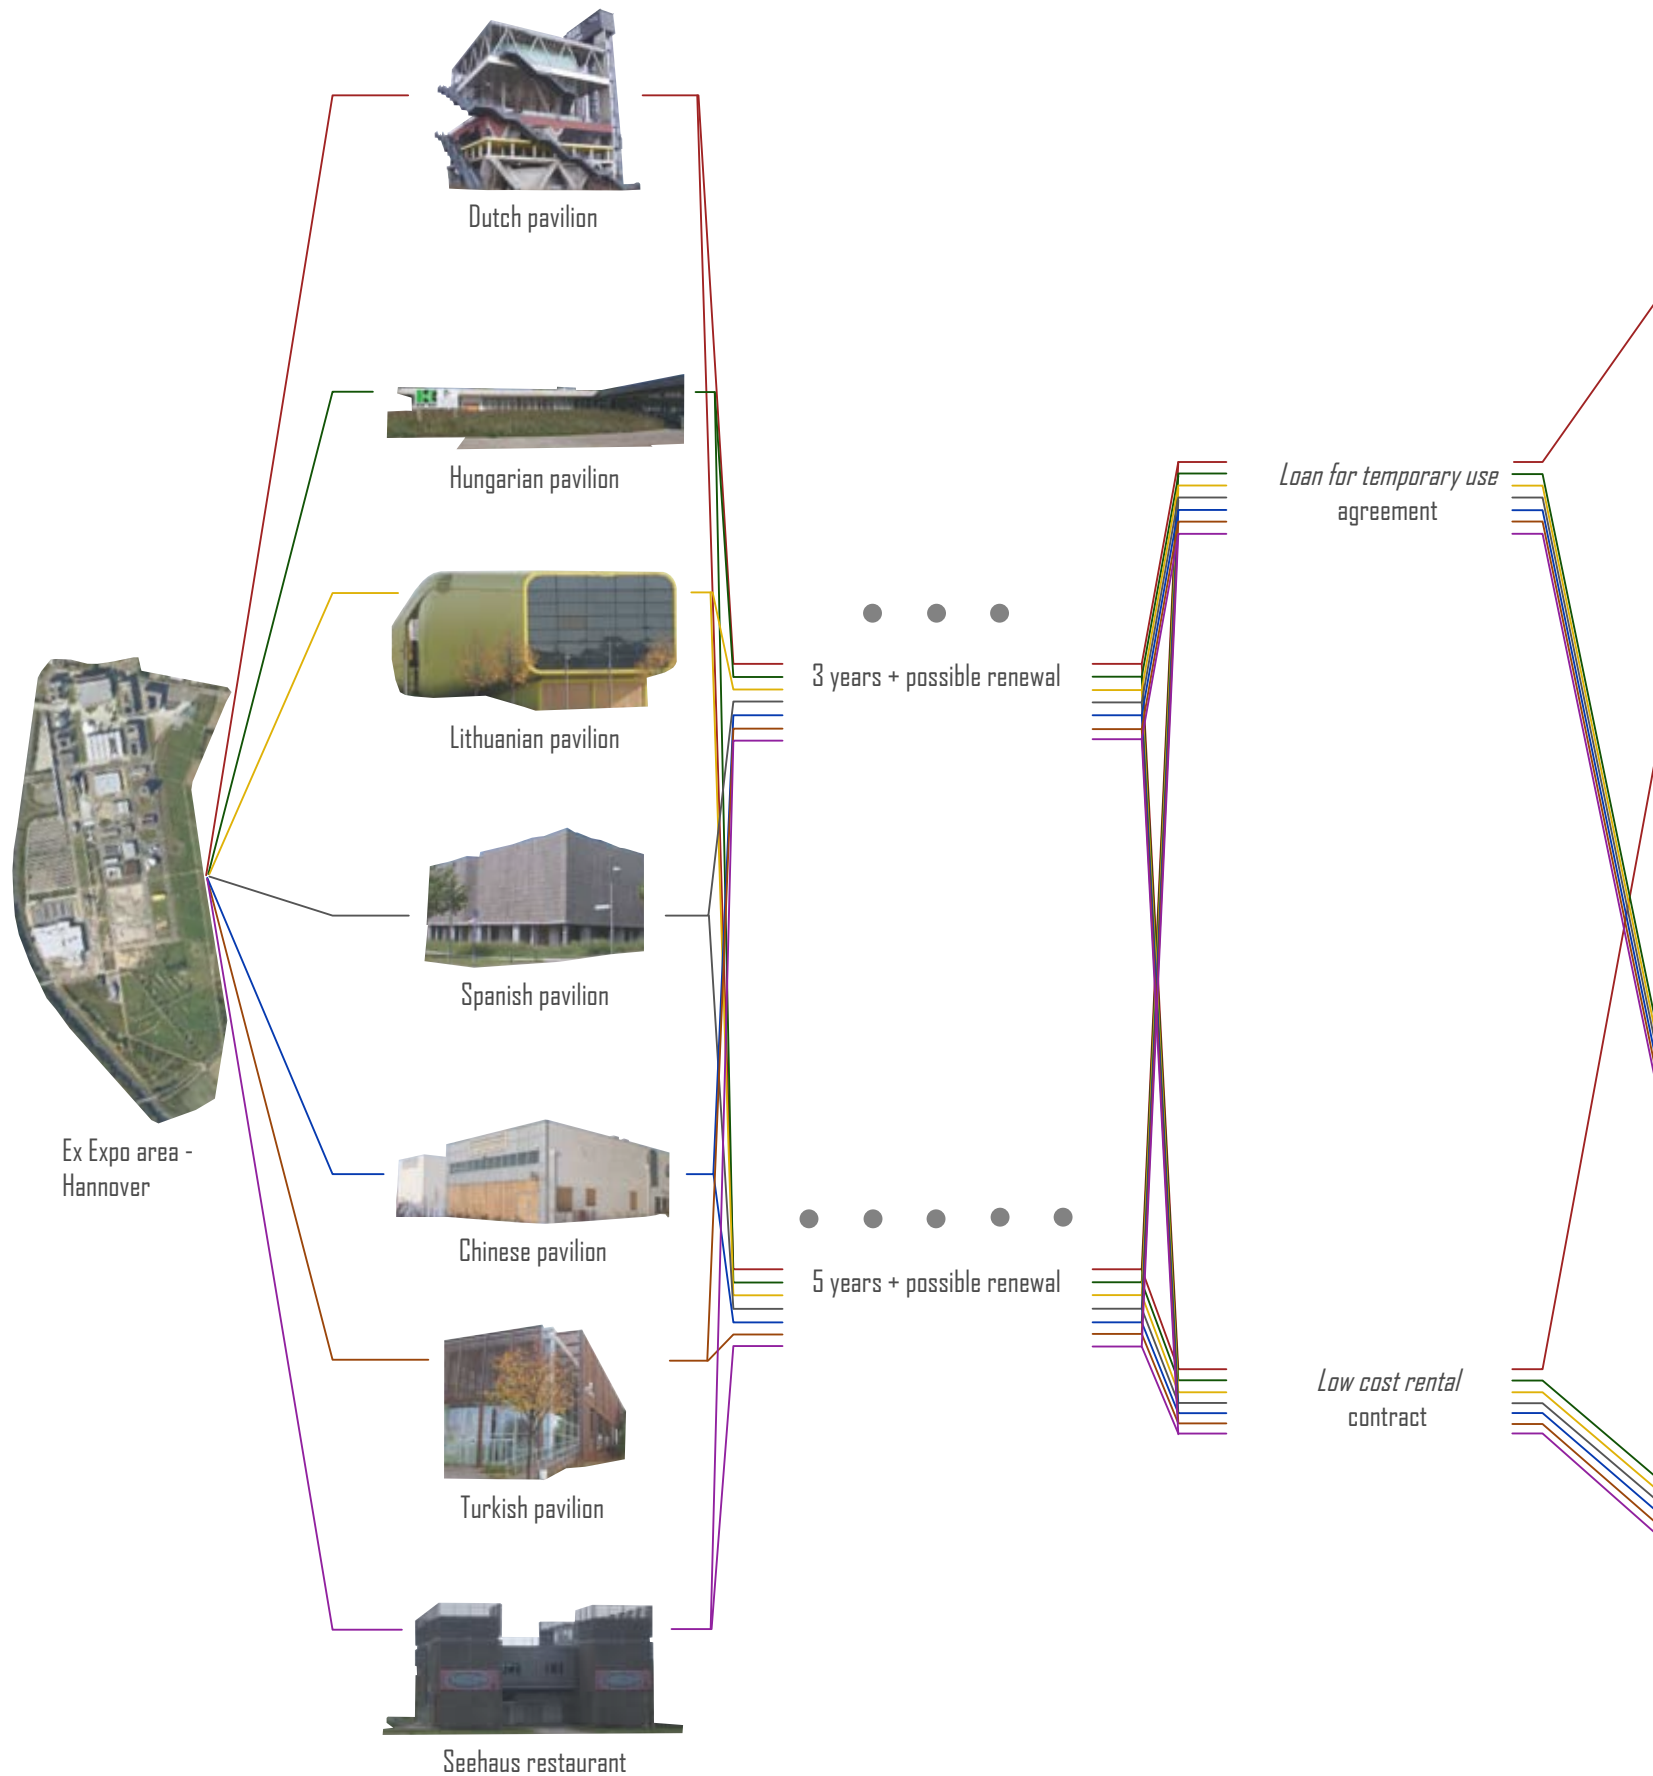 Dutch pavilion
Hungarian pavilion
Lithuanian pavilion
Spanish pavilion
Ex Expo area -
Hannover
Chinese pavilion
Turkish pavilion
Seehaus restaurant
3 years + possible renewal
5 years + possible renewal
Loan for temporary use
agreement
Low cost rental
contract